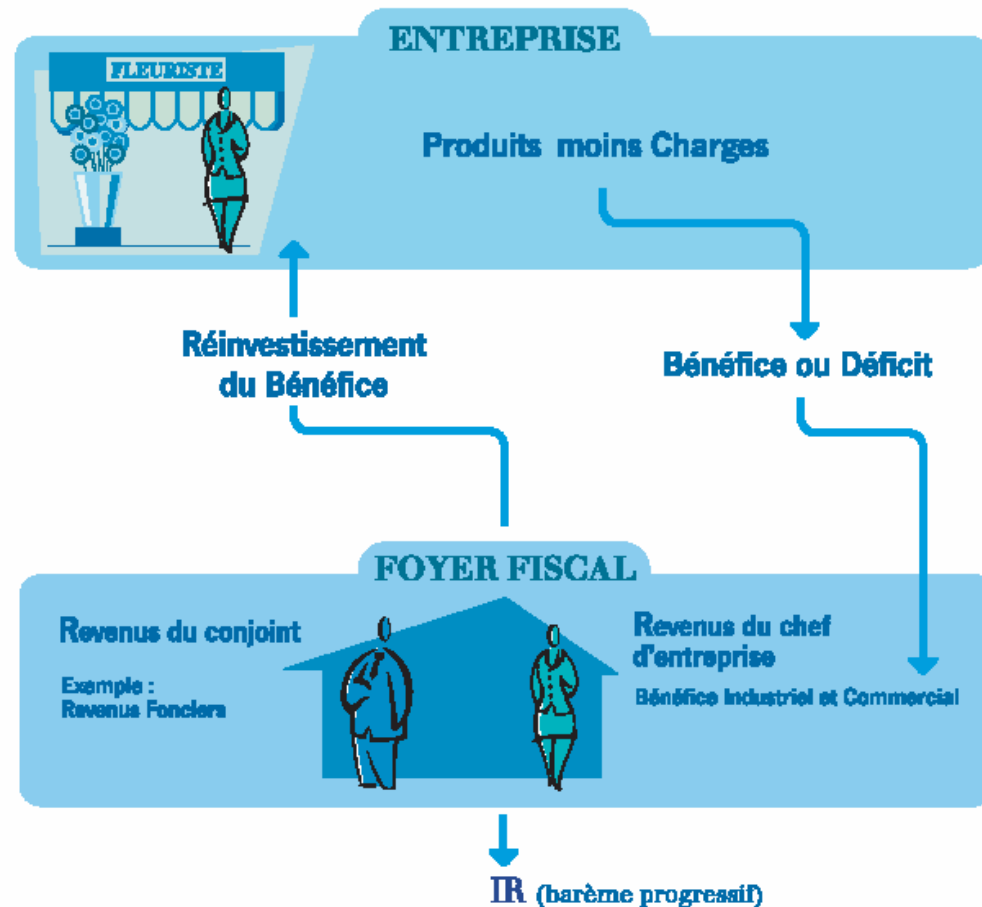 ENTREPRISE
FLEURISTE
Produits moins Charges
Réinvestissement
du Bénéfice
Bénéfice ou Déficit
FOYER FISCAL
Revenus du conjoint
Exemple :
Revenus Fonciers
Revenus du chef
d'entreprise
Bénéfice Industriel et Commercial
IR (barème progressif)